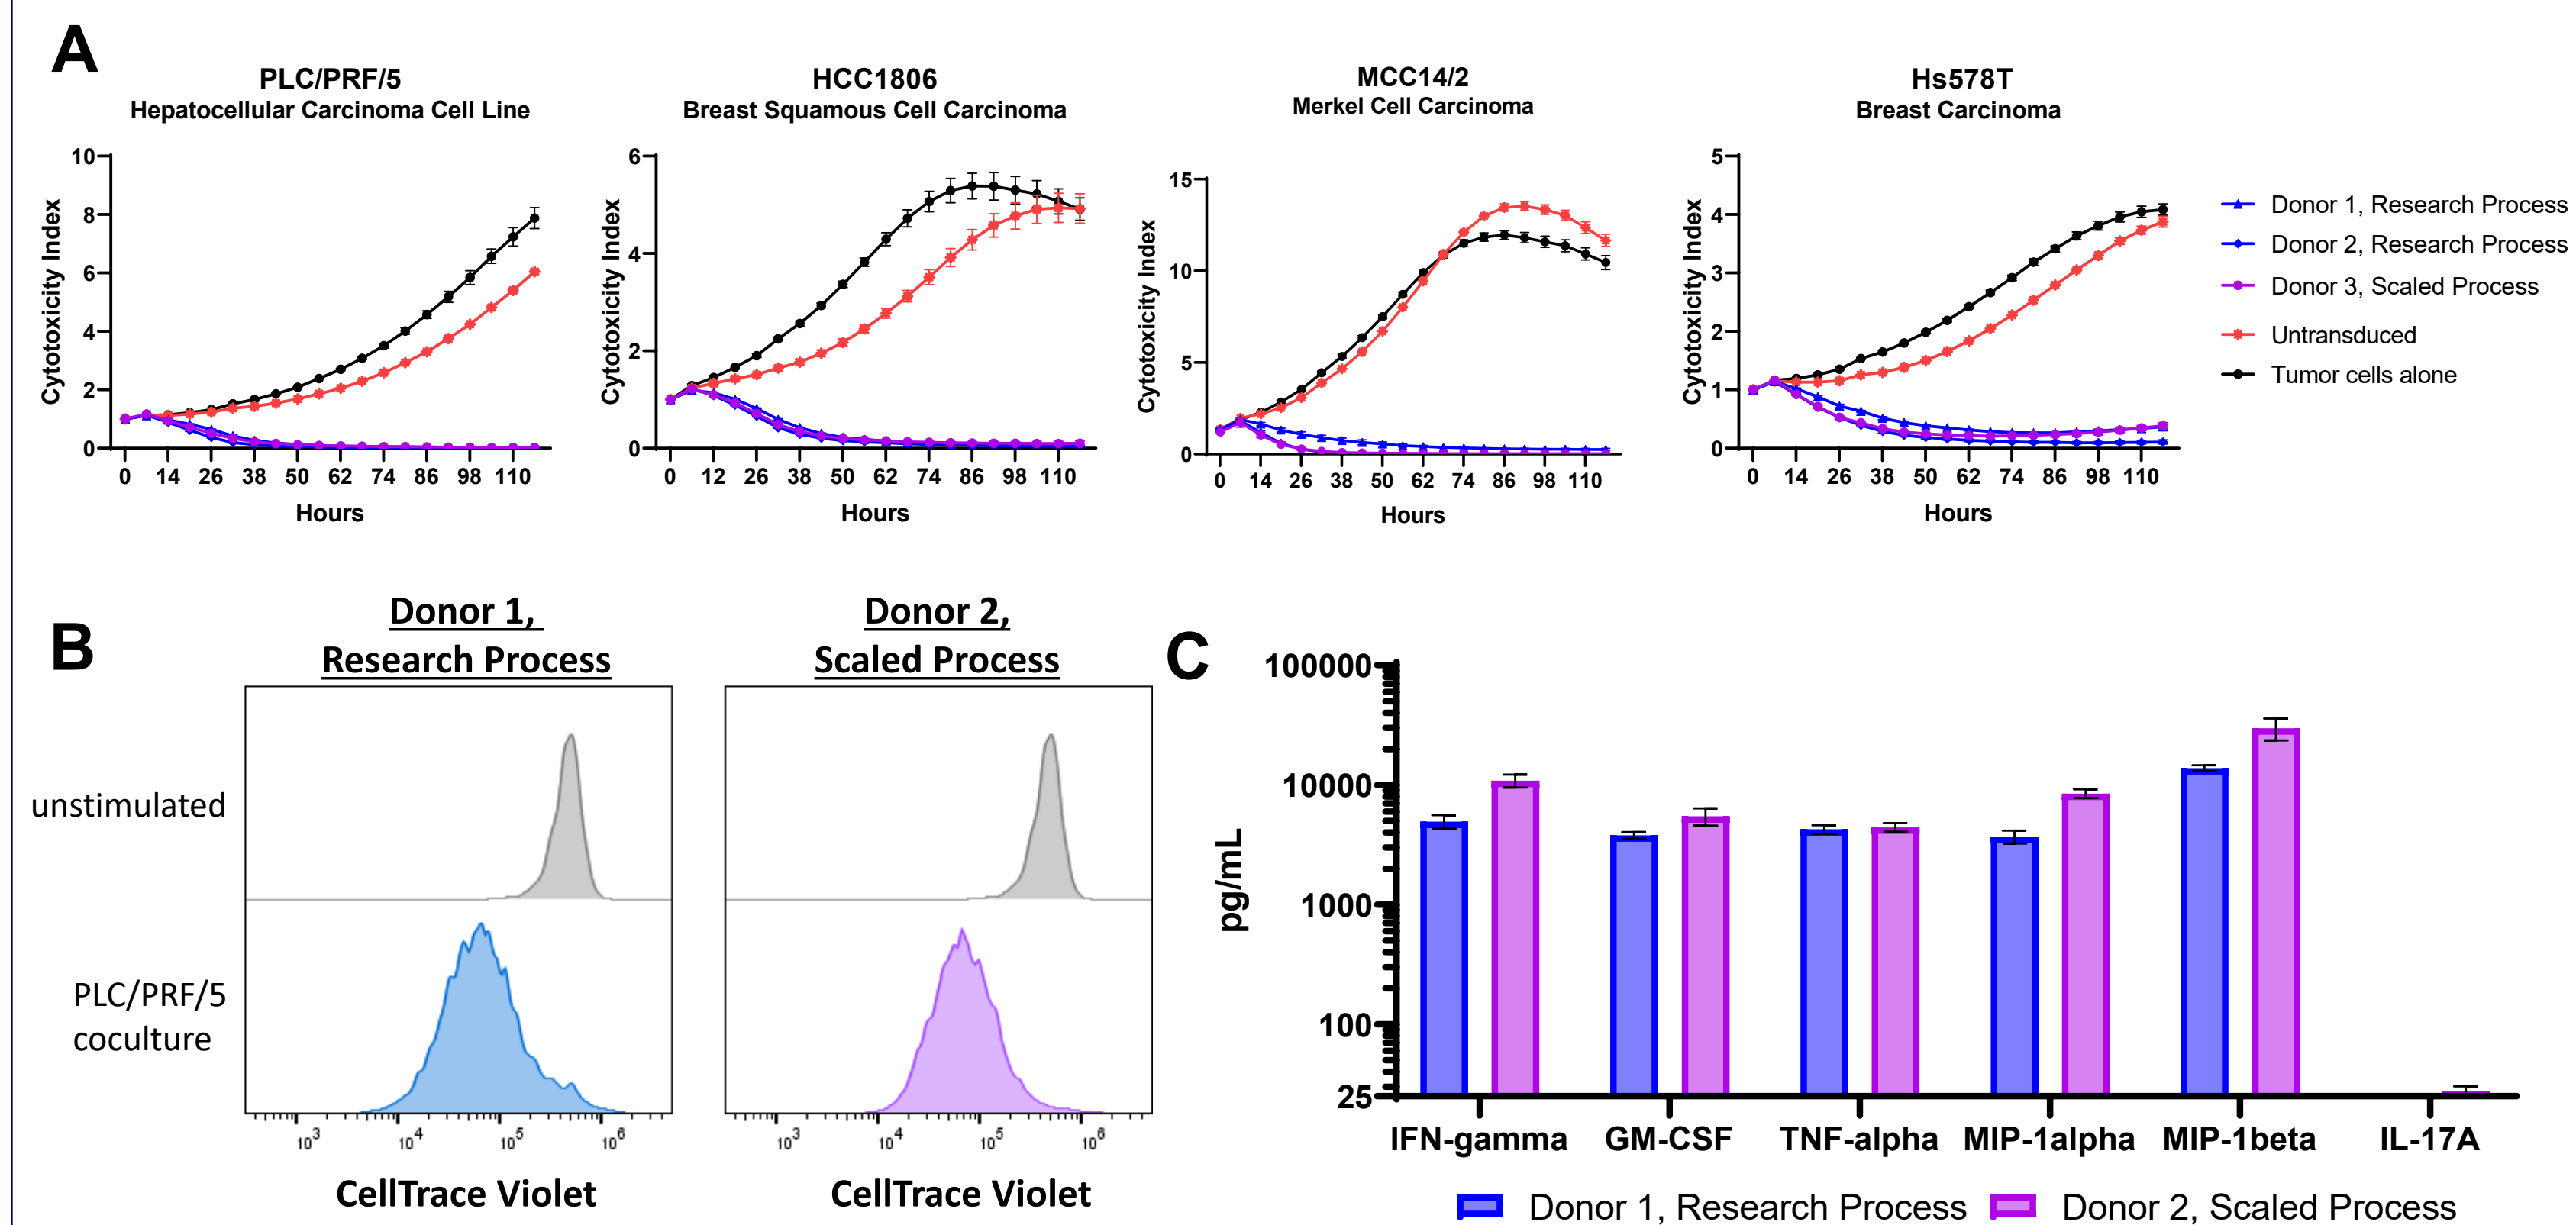 A
PLC/PRF/5
Hepatocellular Carcinoma Cell Line
10
8
6
4
2
0
Cytotoxicity Index
0 14 26 38 50 62 74 86 98 110
Hours
HCC1806
Breast Squamous Cell Carcinoma
6
4
2
0
Cytotoxicity Index
0 12 26 38 50 62 74 86 98 110
Hours
MCC14/2
Merkel Cell Carcinoma
15
10
5
0
Cytotoxicity Index
0 14 26 38 50 62 74 86 98 110
Hours
Hs578T
Breast Carcinoma
5
4
3
2
1
0
Cytotoxicity Index
0 14 26 38 50 62 74 86 98 110
Hours
Donor 1, Research Process
Donor 2, Research Process
Donor 3, Scaled Process
Untransduced
Tumor cells alone
B
Donor 1,
Research Process
Donor 2,
Scaled Process
unstimulated
PLC/PRF/5
coculture
10³ 10⁴ 10⁵ 10⁶
10³ 10⁴ 10⁵ 10⁶
CellTrace Violet
CellTrace Violet
C
100000
10000
1000
100
25
pg/mL
IFN-gamma GM-CSF TNF-alpha MIP-1alpha MIP-1beta IL-17A
Donor 1, Research Process
Donor 2, Scaled Process